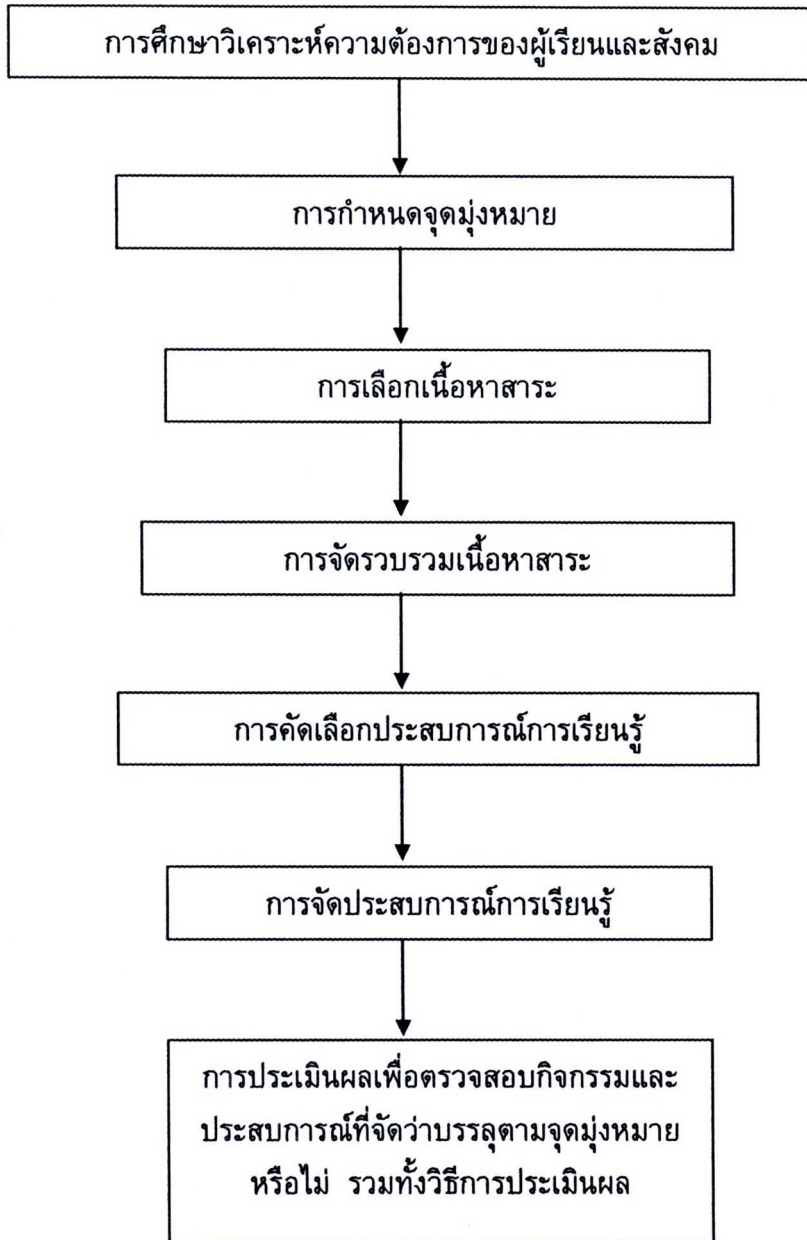 การศึกษาวิเคราะห์ความต้องการของผู้เรียนและสังคม
การกำหนดจุดมุ่งหมาย
การเลือกเนื้อหาสาระ
การจัดรวบรวมเนื้อหาสาระ
การคัดเลือกประสบการณ์การเรียนรู้
การจัดประสบการณ์การเรียนรู้
การประเมินผลเพื่อตรวจสอบกิจกรรมและ
ประสบการณ์ที่จัดว่าบรรลุตามจุดมุ่งหมาย
หรือไม่ รวมทั้งวิธีการประเมินผล